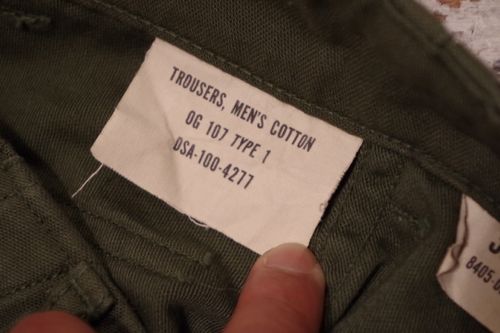 TROUSERS, MEN'S COTTON
OG 107 TYPE 1
DSA-100-4277
8405-